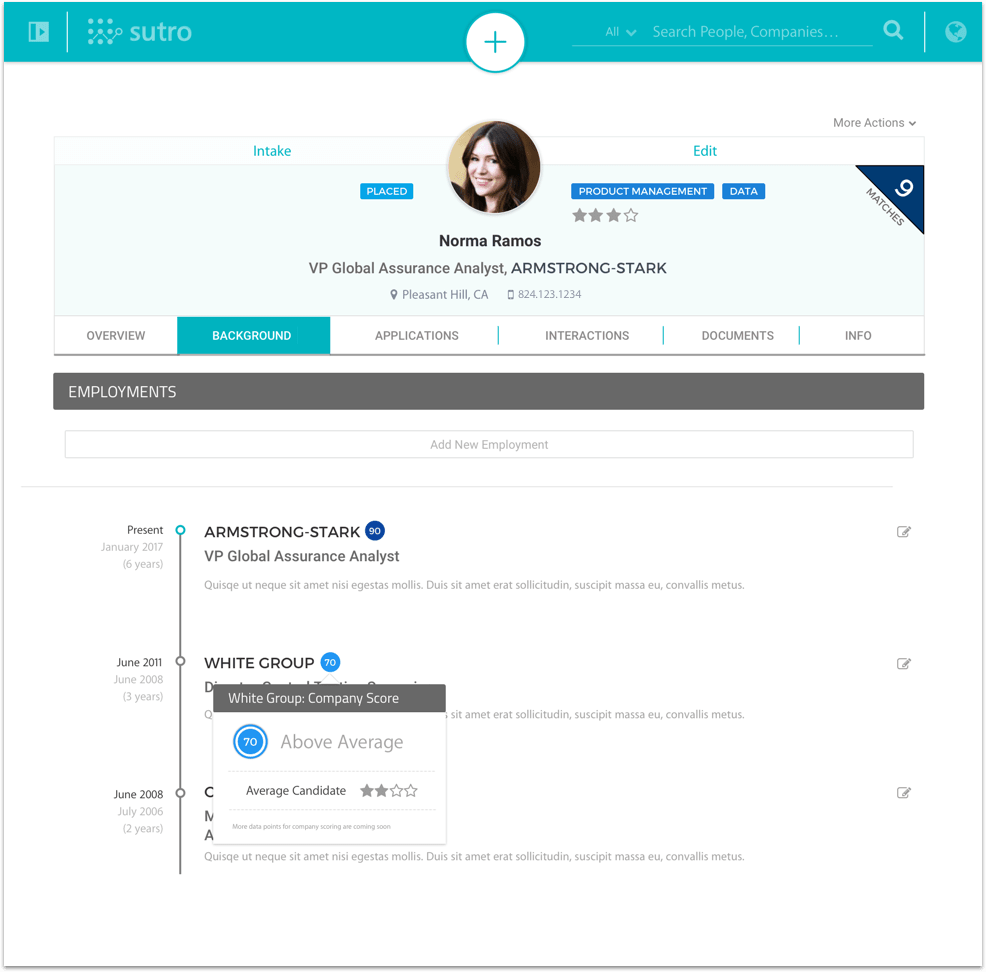 sutro
All
Search People, Companies...
More Actions
Intake
Edit
PLACED
PRODUCT MANAGEMENT
DATA
9
MATCHES
Norma Ramos
VP Global Assurance Analyst, ARMSTRONG-STARK
Pleasant Hill, CA
824.123.1234
OVERVIEW
BACKGROUND
APPLICATIONS
INTERACTIONS
DOCUMENTS
INFO
EMPLOYMENTS
Add New Employment
Present
January 2017
(6 years)
ARMSTRONG-STARK 90
VP Global Assurance Analyst
Quisqe ut neque sit amet nisi egestas mollis. Duis sit amet erat sollicitudin, suscipit massa eu, convallis metus.
June 2011
June 2008
(3 years)
WHITE GROUP 70
sit amet erat sollicitudin, suscipit massa eu, convallis metus.
White Group: Company Score
70 Above Average
Average Candidate
More data points for company scoring are coming soon
June 2008
July 2006
(2 years)
Quisqe ut neque sit amet nisi egestas mollis. Duis sit amet erat sollicitudin, suscipit massa eu, convallis metus.